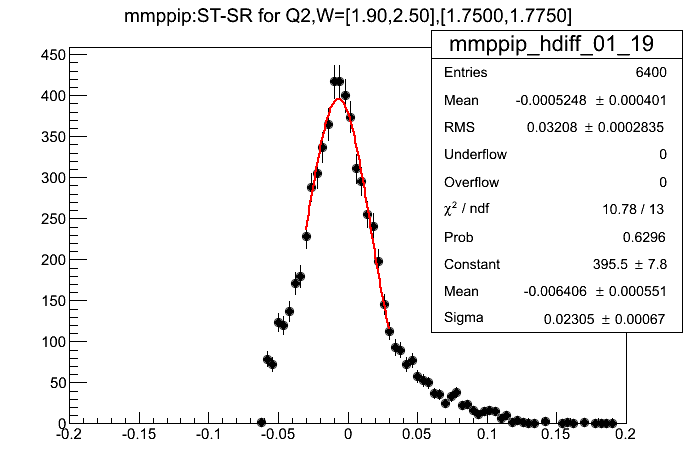 mmppip:ST-SR for Q2,W=[1.90,2.50],[1.7500,1.7750]
mmppip_hdiff_01_19
Entries 6400
Mean -0.0005248 ± 0.000401
RMS 0.03208 ± 0.0002835
Underflow 0
Overflow 0
χ² / ndf 10.78 / 13
Prob 0.6296
Constant 395.5 ± 7.8
Mean -0.006406 ± 0.000551
Sigma 0.02305 ± 0.00067
450
400
350
300
250
200
150
100
50
0
-0.2 -0.15 -0.1 -0.05 0 0.05 0.1 0.15 0.2